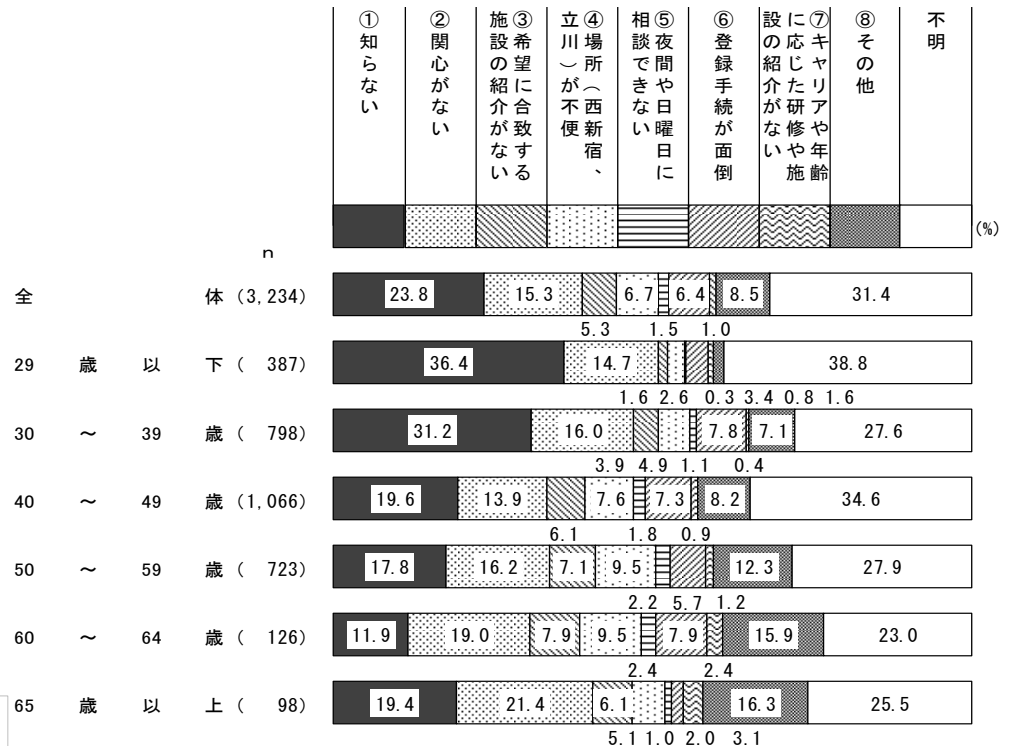 ①知らない
②関心がない
③希望に合致する
施設の紹介がない
④場所（西新宿、
立川）が不便
⑤夜間や日曜日に
相談できない
⑥登録手続が面倒
⑦キャリアや年齢
に応じた研修や施
設の紹介がない
⑧その他
不明
(%)
n
全体 (3,234) 23.8 15.3 6.7 6.4 8.5 31.4
5.3 1.5 1.0
29歳以下 ( 387) 36.4 14.7 38.8
1.6 2.6 0.3 3.4 0.8 1.6
30～39歳 ( 798) 31.2 16.0 7.8 7.1 27.6
3.9 4.9 1.1 0.4
40～49歳 (1,066) 19.6 13.9 7.6 7.3 8.2 34.6
6.1 1.8 0.9
50～59歳 ( 723) 17.8 16.2 7.1 9.5 12.3 27.9
2.2 5.7 1.2
60～64歳 ( 126) 11.9 19.0 7.9 9.5 7.9 15.9 23.0
2.4 2.4
65歳以上 ( 98) 19.4 21.4 6.1 16.3 25.5
5.1 1.0 2.0 3.1